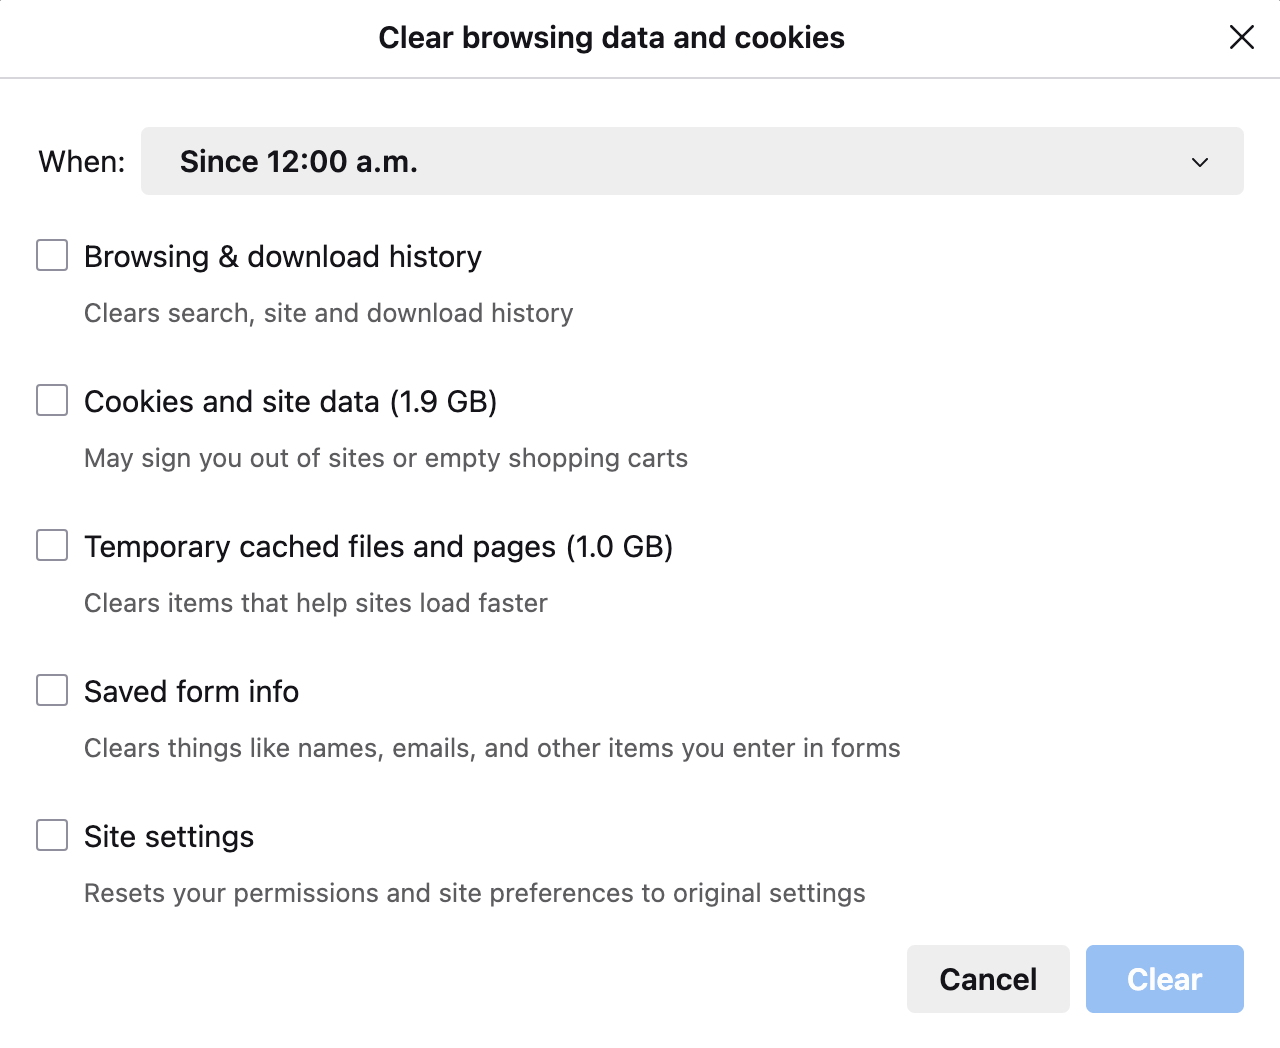 Clear browsing data and cookies
When: Since 12:00 a.m.
Browsing & download history
Clears search, site and download history
Cookies and site data (1.9 GB)
May sign you out of sites or empty shopping carts
Temporary cached files and pages (1.0 GB)
Clears items that help sites load faster
Saved form info
Clears things like names, emails, and other items you enter in forms
Site settings
Resets your permissions and site preferences to original settings
Cancel Clear